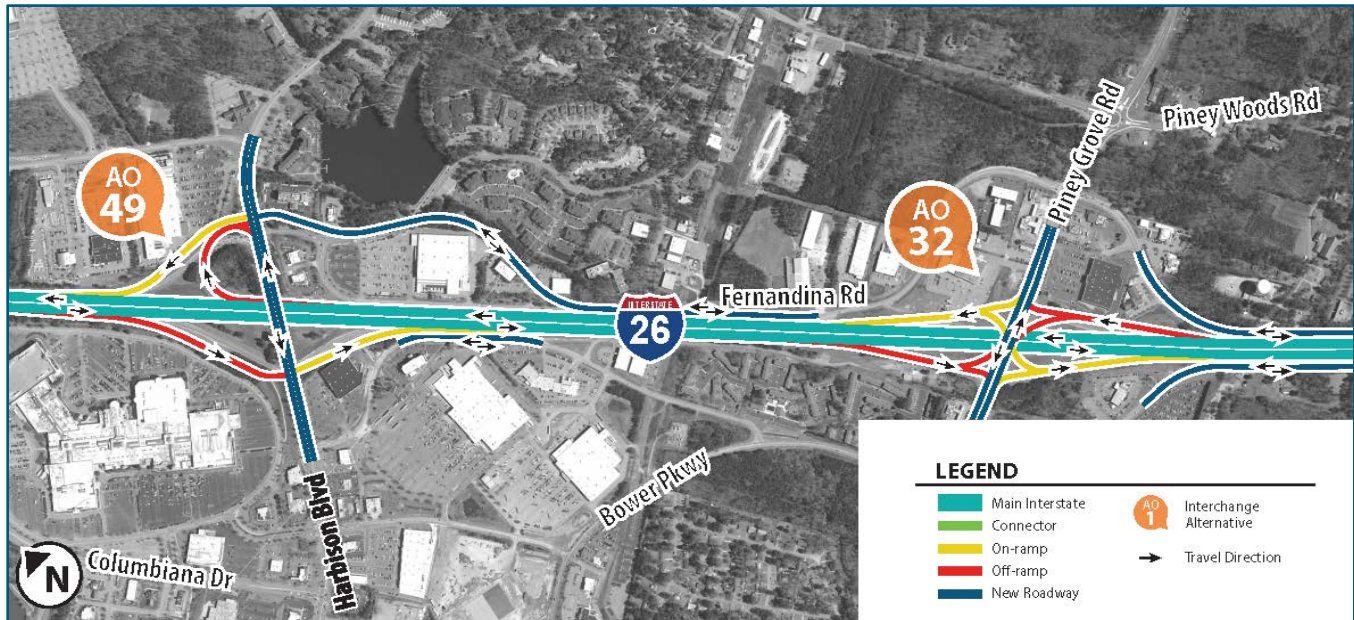 AO
49
Harbison Blvd
Columbiana Dr
N
Bower Pkwy
INTERSTATE
26
Fernandina Rd
AO
32
Piney Grove Rd
Piney Woods Rd
LEGEND
Main Interstate
Connector
On-ramp
Off-ramp
New Roadway
AO
1
Interchange
Alternative
Travel Direction